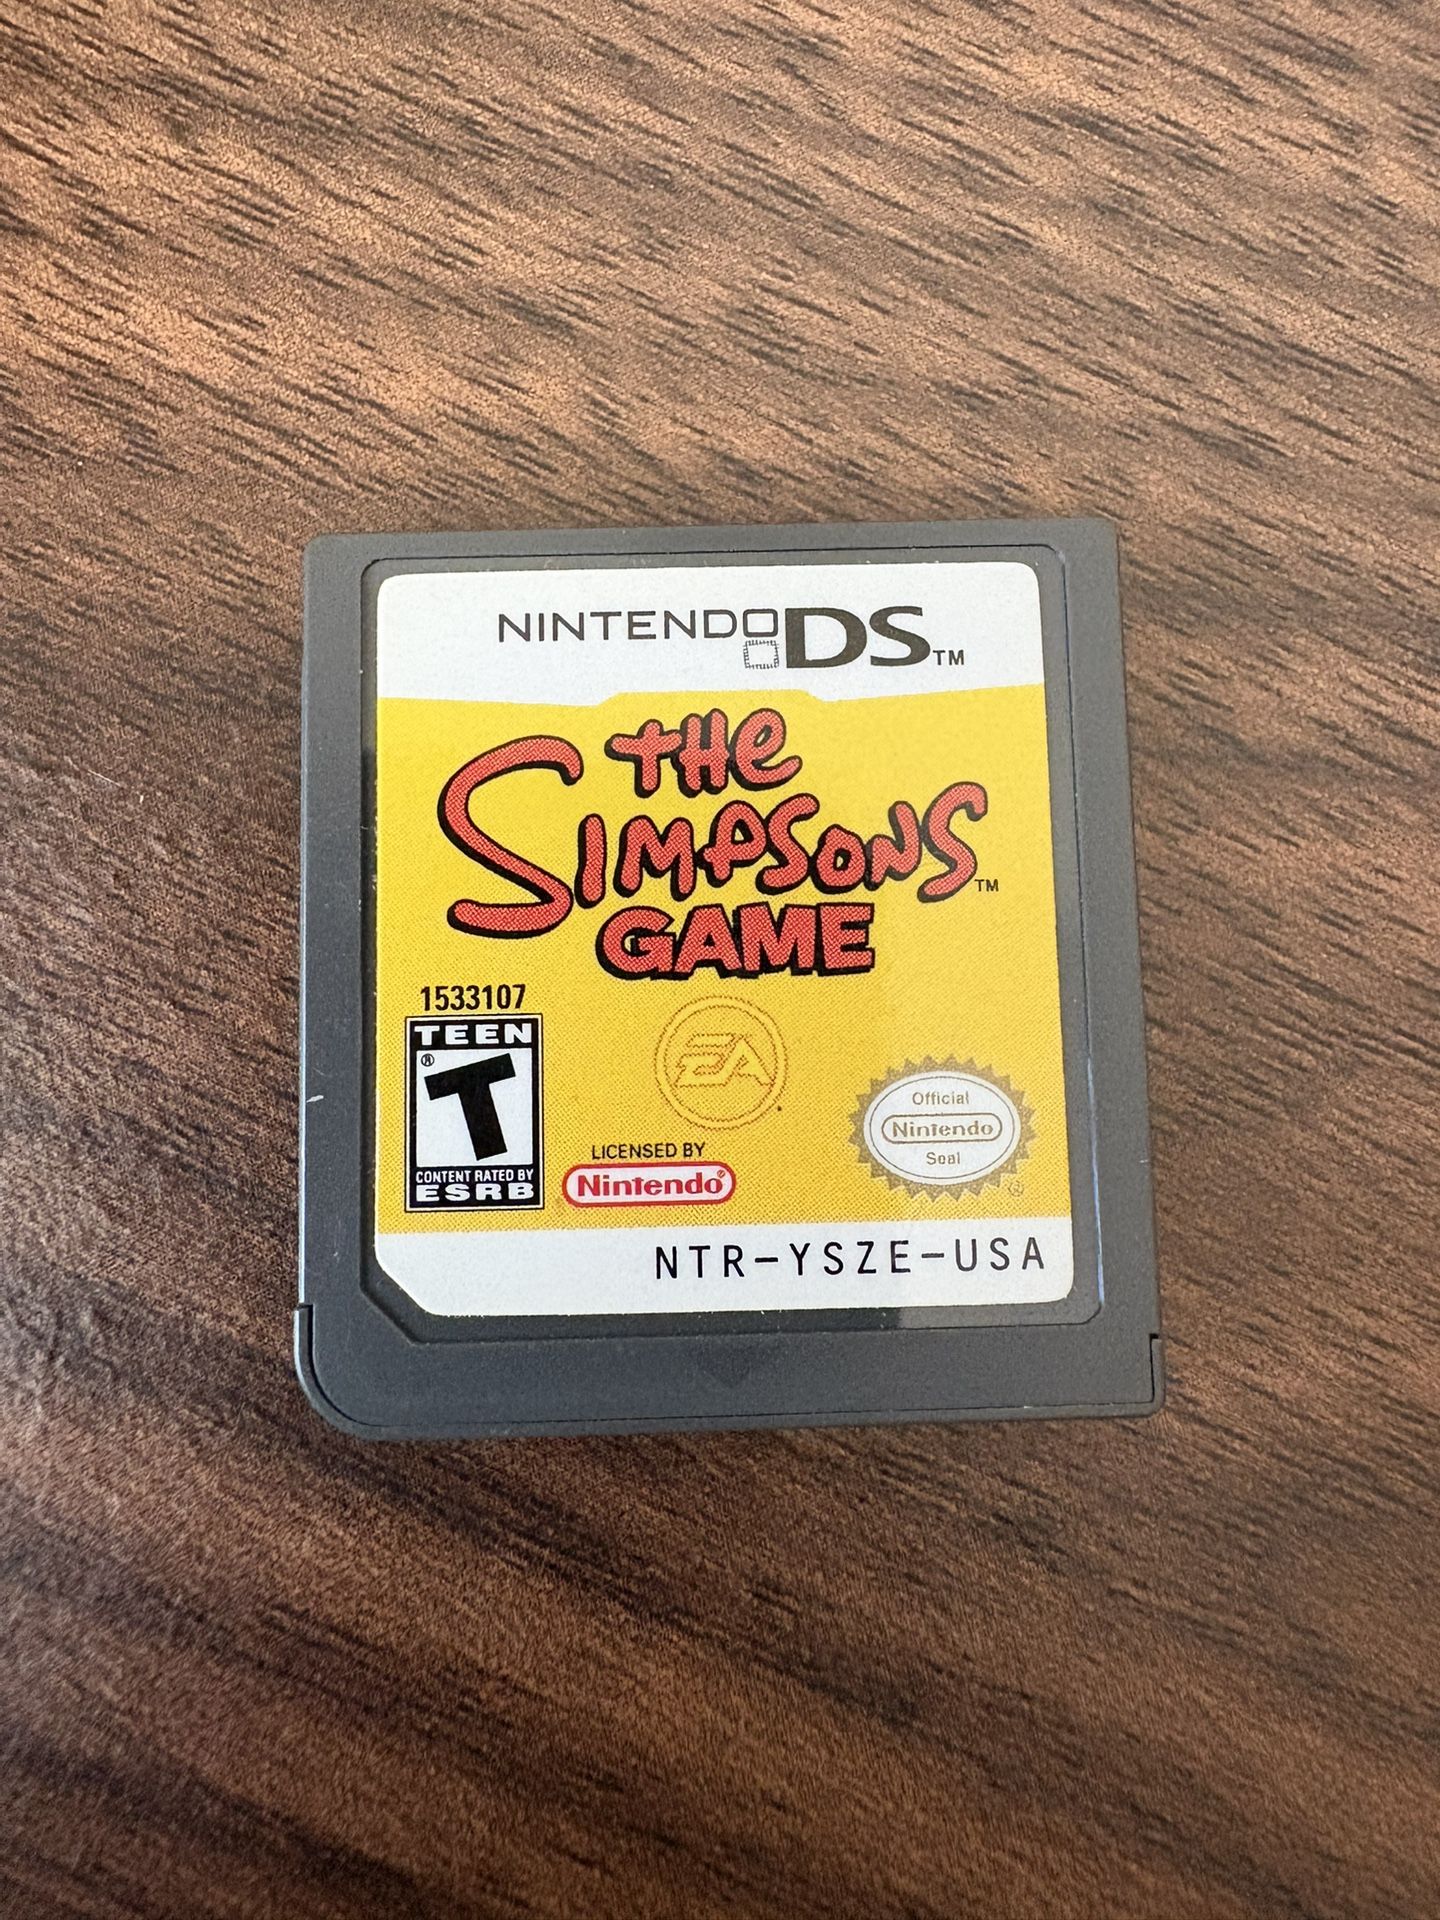 NINTENDO DS™
THE
SIMPSONS™
GAME
1533107
TEEN
T®
CONTENT RATED BY
ESRB
EA
LICENSED BY
Nintendo®
Official
Nintendo
Seal
®
NTR-YSZE-USA